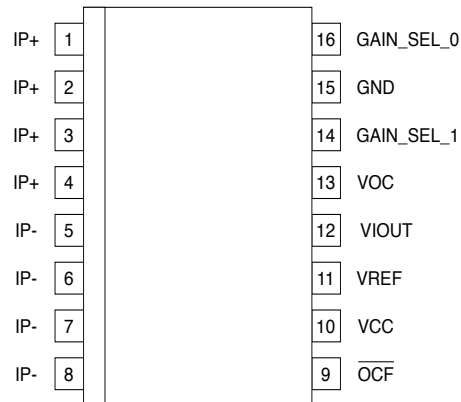 IP+ 1 16 GAIN_SEL_0
IP+ 2 15 GND
IP+ 3 14 GAIN_SEL_1
IP+ 4 13 VOC
IP- 5 12 VIOUT
IP- 6 11 VREF
IP- 7 10 VCC
IP- 8 9 O̅C̅F̅